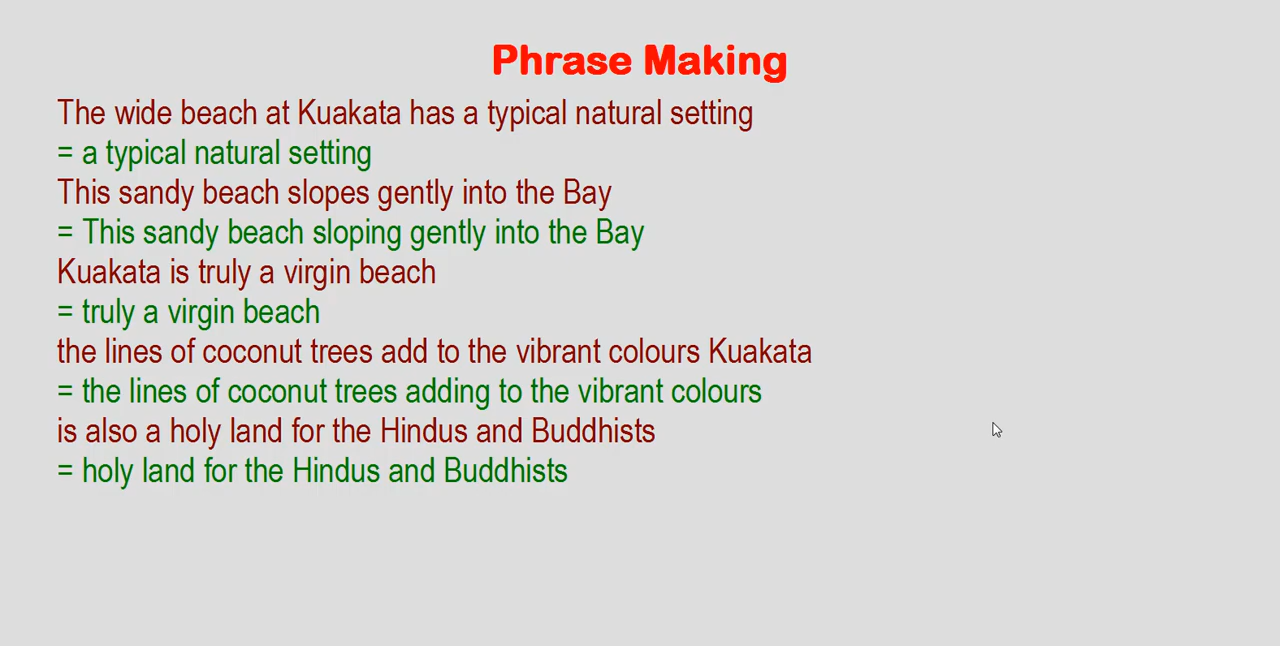 Phrase Making
The wide beach at Kuakata has a typical natural setting
= a typical natural setting
This sandy beach slopes gently into the Bay
= This sandy beach sloping gently into the Bay
Kuakata is truly a virgin beach
= truly a virgin beach
the lines of coconut trees add to the vibrant colours Kuakata
= the lines of coconut trees adding to the vibrant colours
is also a holy land for the Hindus and Buddhists
= holy land for the Hindus and Buddhists